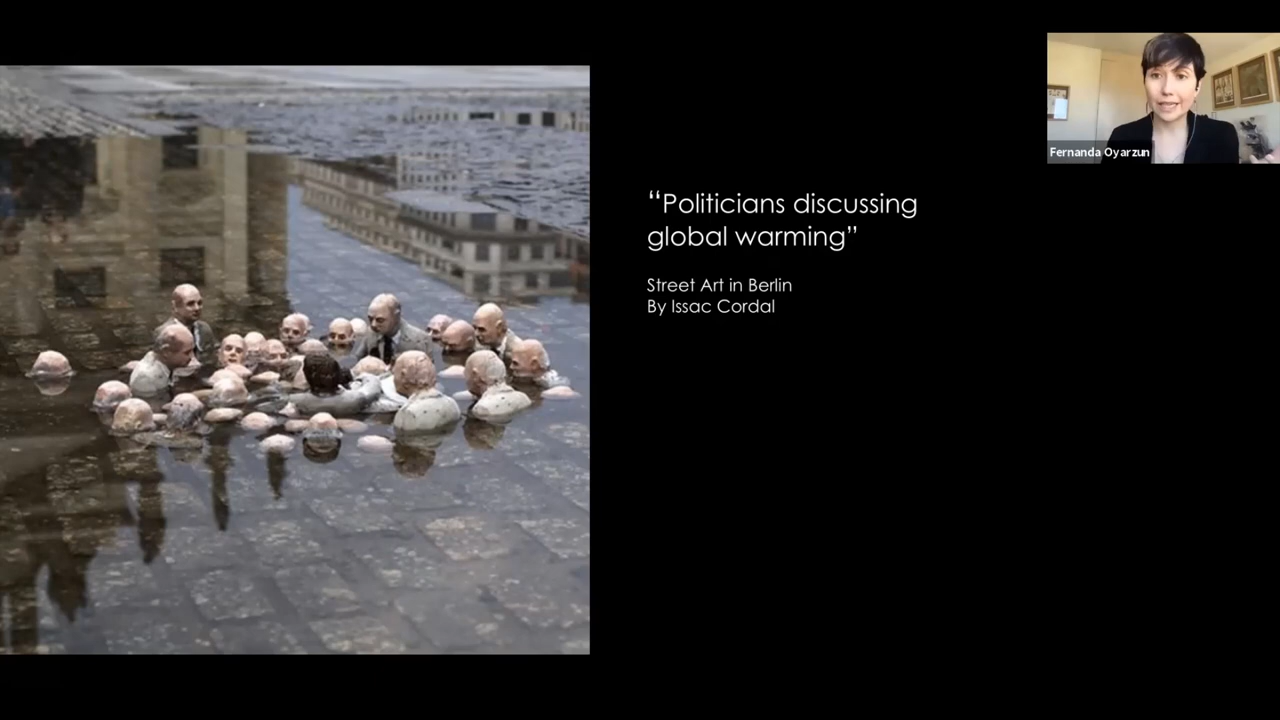 Fernanda Oyarzun
“Politicians discussing
global warming”
Street Art in Berlin
By Issac Cordal